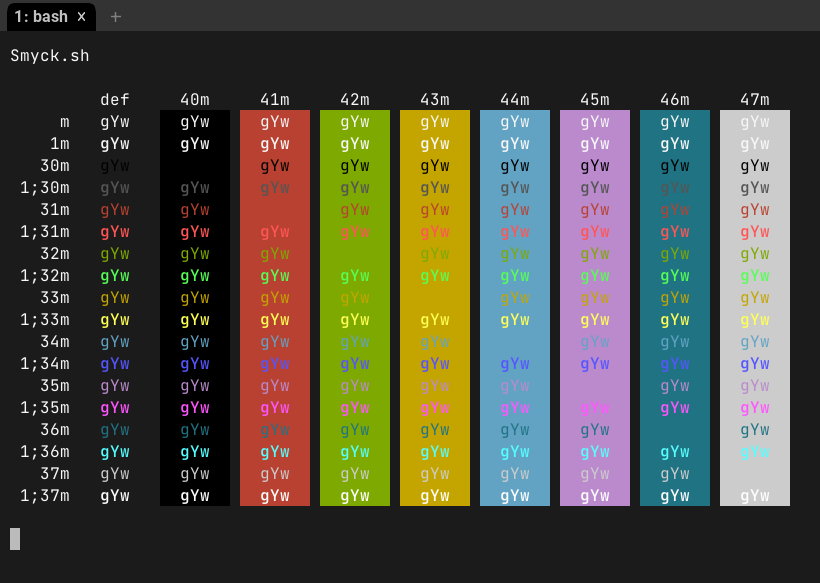 1: bash × +
Smyck.sh
def 40m 41m 42m 43m 44m 45m 46m 47m
m gYw gYw gYw gYw gYw gYw gYw gYw gYw
1m gYw gYw gYw gYw gYw gYw gYw gYw gYw
30m gYw gYw gYw gYw gYw gYw gYw gYw
1;30m gYw gYw gYw gYw gYw gYw gYw gYw gYw
31m gYw gYw gYw gYw gYw gYw gYw gYw
1;31m gYw gYw gYw gYw gYw gYw gYw gYw gYw
32m gYw gYw gYw gYw gYw gYw gYw gYw
1;32m gYw gYw gYw gYw gYw gYw gYw gYw gYw
33m gYw gYw gYw gYw gYw gYw gYw gYw
1;33m gYw gYw gYw gYw gYw gYw gYw gYw gYw
34m gYw gYw gYw gYw gYw gYw gYw gYw
1;34m gYw gYw gYw gYw gYw gYw gYw gYw gYw
35m gYw gYw gYw gYw gYw gYw gYw gYw
1;35m gYw gYw gYw gYw gYw gYw gYw gYw gYw
36m gYw gYw gYw gYw gYw gYw gYw gYw
1;36m gYw gYw gYw gYw gYw gYw gYw gYw gYw
37m gYw gYw gYw gYw gYw gYw gYw gYw
1;37m gYw gYw gYw gYw gYw gYw gYw gYw gYw